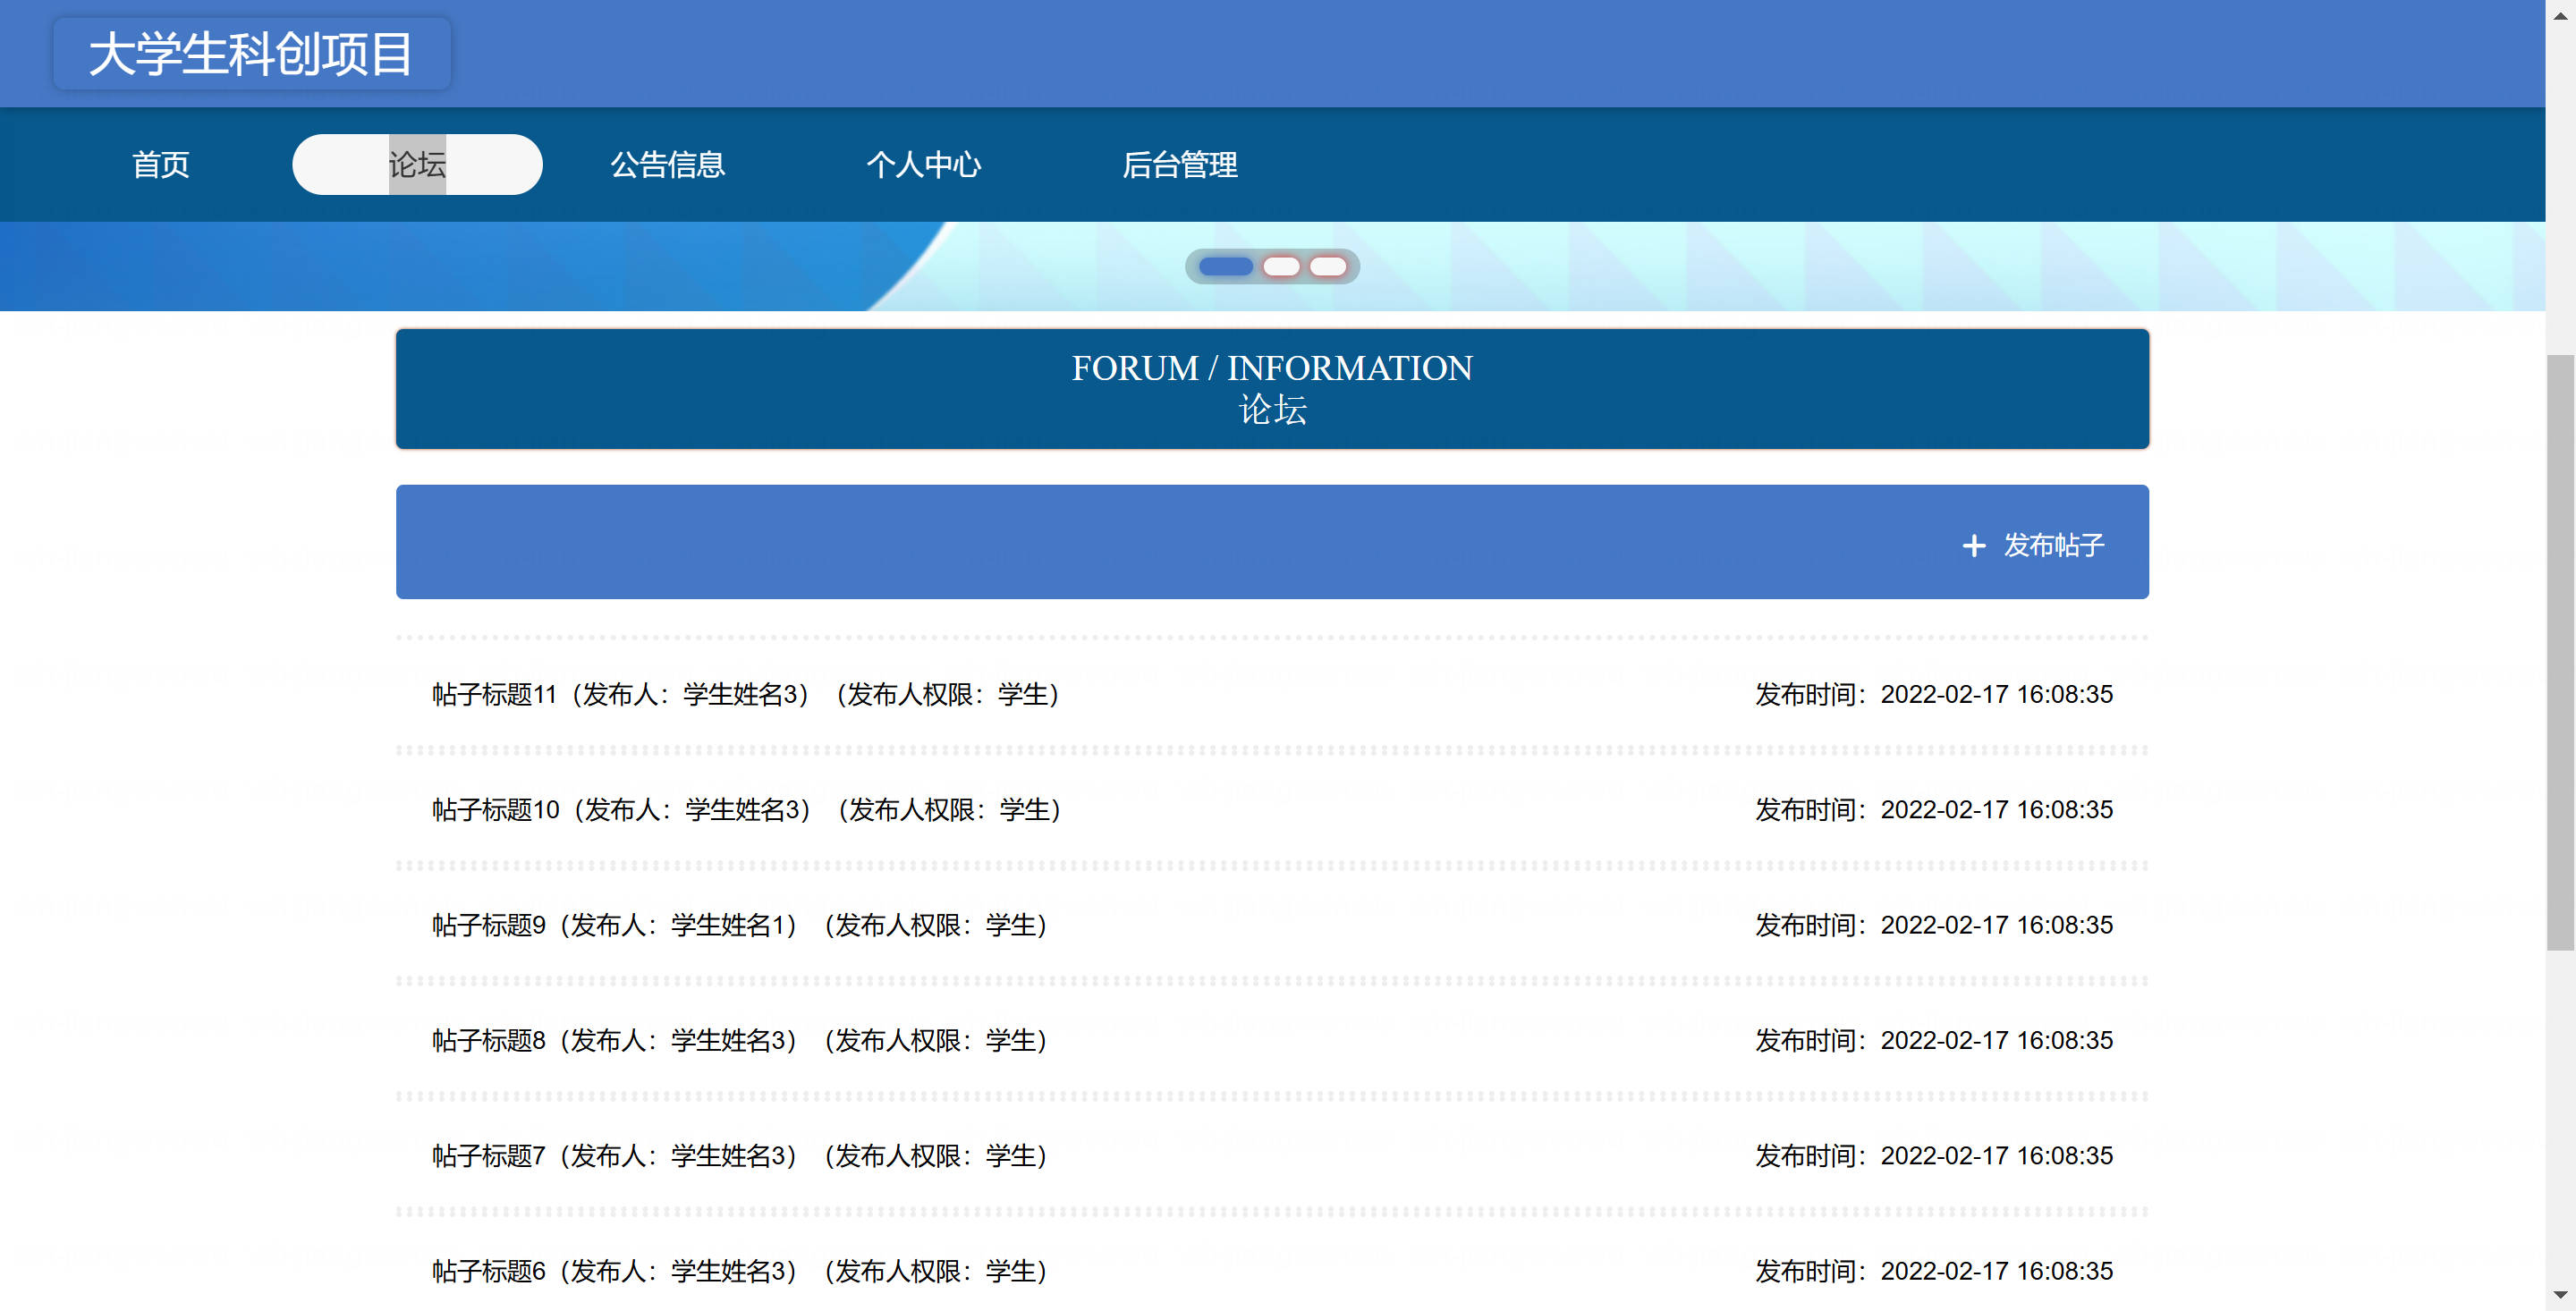 大学生科创项目
首页 论坛 公告信息 个人中心 后台管理
FORUM / INFORMATION
论坛
+ 发布帖子
帖子标题11（发布人：学生姓名3）（发布人权限：学生） 发布时间：2022-02-17 16:08:35
帖子标题10（发布人：学生姓名3）（发布人权限：学生） 发布时间：2022-02-17 16:08:35
帖子标题9（发布人：学生姓名1）（发布人权限：学生） 发布时间：2022-02-17 16:08:35
帖子标题8（发布人：学生姓名3）（发布人权限：学生） 发布时间：2022-02-17 16:08:35
帖子标题7（发布人：学生姓名3）（发布人权限：学生） 发布时间：2022-02-17 16:08:35
帖子标题6（发布人：学生姓名3）（发布人权限：学生） 发布时间：2022-02-17 16:08:35